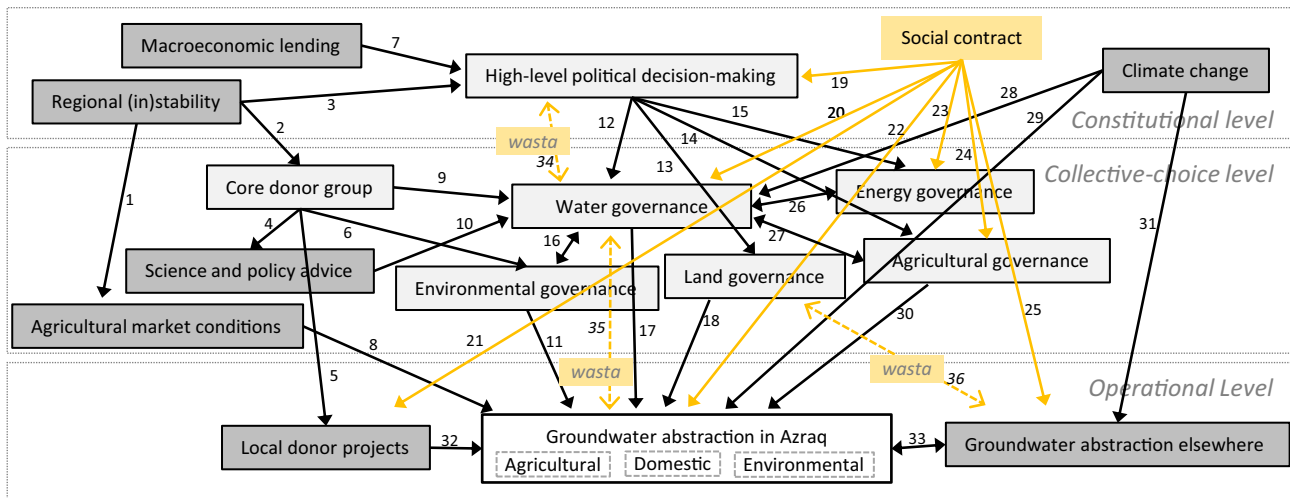 Macroeconomic lending
7
Social contract
High-level political decision-making
Climate change
Regional (in)stability
3
19
28
2
12
15
20
23
22
29
Constitutional level
wasta
34
14
13
24
Collective-choice level
1
Core donor group
9
Energy governance
Water governance
26
4
6
10
16
27
31
Science and policy advice
Environmental governance
Land governance
Agricultural governance
Agricultural market conditions
8
21
11
35
17
18
30
25
5
wasta
wasta
36
Operational Level
Local donor projects
32
Groundwater abstraction in Azraq
33
Groundwater abstraction elsewhere
Agricultural
Domestic
Environmental